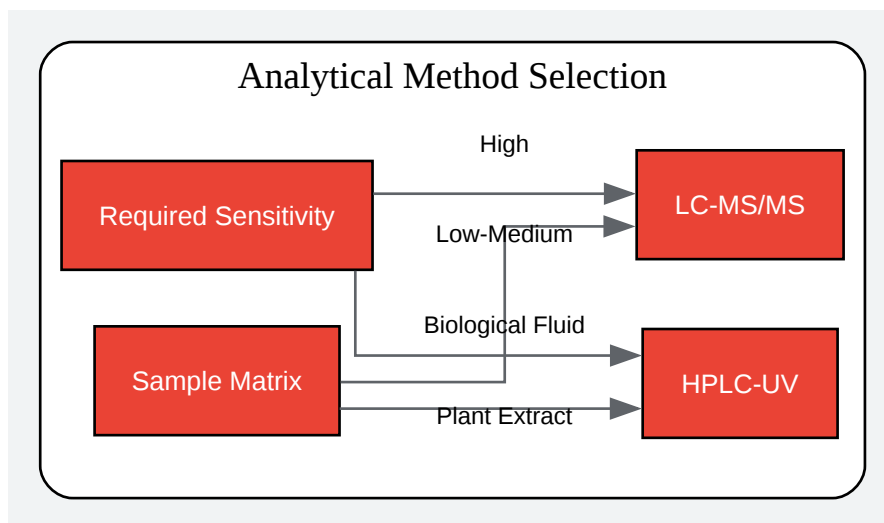 Analytical Method Selection
High
Required Sensitivity
LC-MS/MS
Low-Medium
Biological Fluid
Sample Matrix
HPLC-UV
Plant Extract